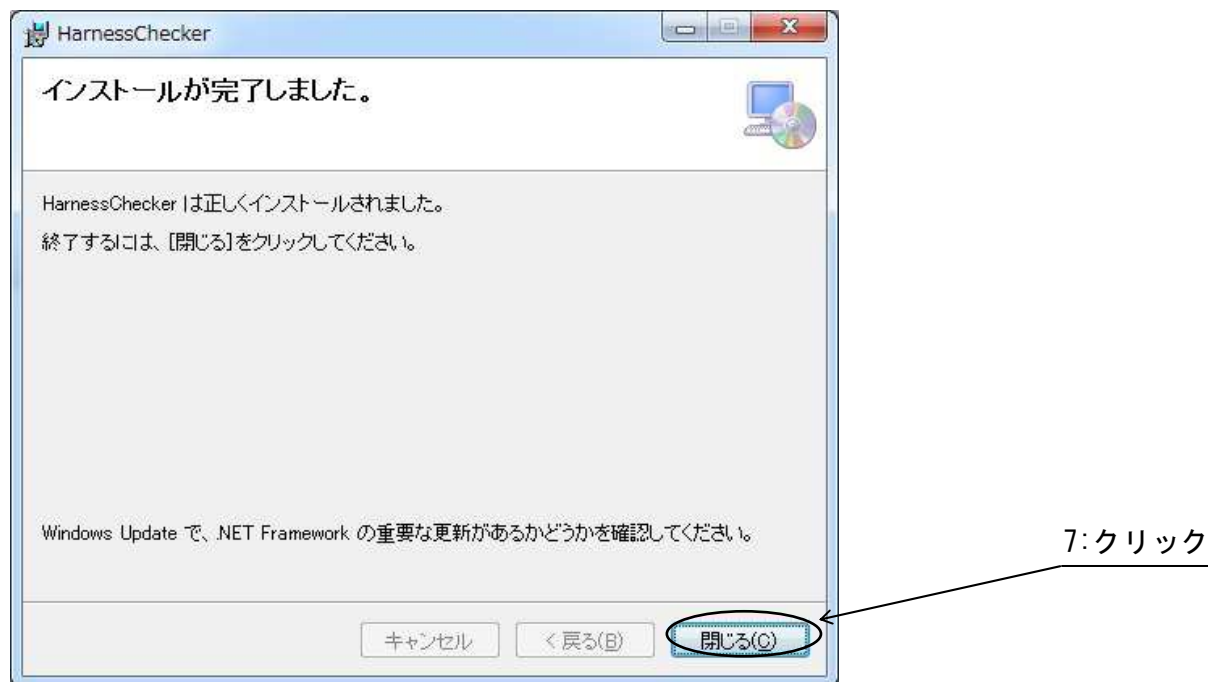 HarnessChecker
インストールが完了しました。
HarnessChecker は正しくインストールされました。
終了するには、[閉じる]をクリックしてください。
Windows Update で、.NET Framework の重要な更新があるかどうかを確認してください。
7:クリック
キャンセル
< 戻る(B)
閉じる(C)